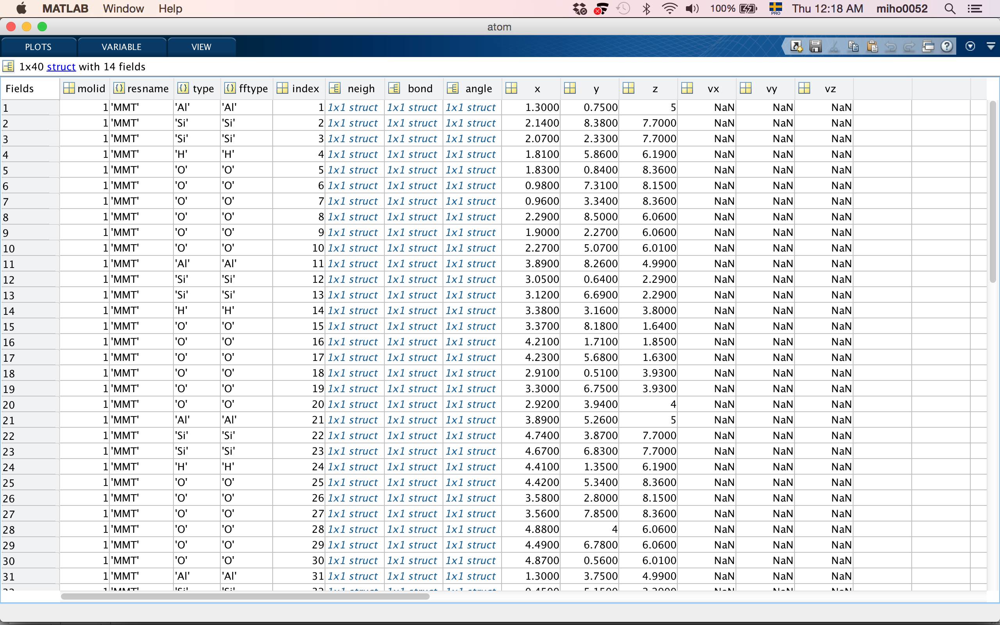 MATLAB Window Help 100% PRO Thu 12:18 AM miho0052
atom
PLOTS VARIABLE VIEW
1x40 struct with 14 fields
Fields molid resname type fftype index neigh bond angle x y z vx vy vz
1 1 'MMT' 'Al' 'Al' 1 1x1 struct 1x1 struct 1x1 struct 1.3000 0.7500 5 NaN NaN NaN
2 1 'MMT' 'Si' 'Si' 2 1x1 struct 1x1 struct 1x1 struct 2.1400 8.3800 7.7000 NaN NaN NaN
3 1 'MMT' 'Si' 'Si' 3 1x1 struct 1x1 struct 1x1 struct 2.0700 2.3300 7.7000 NaN NaN NaN
4 1 'MMT' 'H' 'H' 4 1x1 struct 1x1 struct 1x1 struct 1.8100 5.8600 6.1900 NaN NaN NaN
5 1 'MMT' 'O' 'O' 5 1x1 struct 1x1 struct 1x1 struct 1.8300 0.8400 8.3600 NaN NaN NaN
6 1 'MMT' 'O' 'O' 6 1x1 struct 1x1 struct 1x1 struct 0.9800 7.3100 8.1500 NaN NaN NaN
7 1 'MMT' 'O' 'O' 7 1x1 struct 1x1 struct 1x1 struct 0.9600 3.3400 8.3600 NaN NaN NaN
8 1 'MMT' 'O' 'O' 8 1x1 struct 1x1 struct 1x1 struct 2.2900 8.5000 6.0600 NaN NaN NaN
9 1 'MMT' 'O' 'O' 9 1x1 struct 1x1 struct 1x1 struct 1.9000 2.2700 6.0600 NaN NaN NaN
10 1 'MMT' 'O' 'O' 10 1x1 struct 1x1 struct 1x1 struct 2.2700 5.0700 6.0100 NaN NaN NaN
11 1 'MMT' 'Al' 'Al' 11 1x1 struct 1x1 struct 1x1 struct 3.8900 8.2600 4.9900 NaN NaN NaN
12 1 'MMT' 'Si' 'Si' 12 1x1 struct 1x1 struct 1x1 struct 3.0500 0.6400 2.2900 NaN NaN NaN
13 1 'MMT' 'Si' 'Si' 13 1x1 struct 1x1 struct 1x1 struct 3.1200 6.6900 2.2900 NaN NaN NaN
14 1 'MMT' 'H' 'H' 14 1x1 struct 1x1 struct 1x1 struct 3.3800 3.1600 3.8000 NaN NaN NaN
15 1 'MMT' 'O' 'O' 15 1x1 struct 1x1 struct 1x1 struct 3.3700 8.1800 1.6400 NaN NaN NaN
16 1 'MMT' 'O' 'O' 16 1x1 struct 1x1 struct 1x1 struct 4.2100 1.7100 1.8500 NaN NaN NaN
17 1 'MMT' 'O' 'O' 17 1x1 struct 1x1 struct 1x1 struct 4.2300 5.6800 1.6300 NaN NaN NaN
18 1 'MMT' 'O' 'O' 18 1x1 struct 1x1 struct 1x1 struct 2.9100 0.5100 3.9300 NaN NaN NaN
19 1 'MMT' 'O' 'O' 19 1x1 struct 1x1 struct 1x1 struct 3.3000 6.7500 3.9300 NaN NaN NaN
20 1 'MMT' 'O' 'O' 20 1x1 struct 1x1 struct 1x1 struct 2.9200 3.9400 4 NaN NaN NaN
21 1 'MMT' 'Al' 'Al' 21 1x1 struct 1x1 struct 1x1 struct 3.8900 5.2600 5 NaN NaN NaN
22 1 'MMT' 'Si' 'Si' 22 1x1 struct 1x1 struct 1x1 struct 4.7400 3.8700 7.7000 NaN NaN NaN
23 1 'MMT' 'Si' 'Si' 23 1x1 struct 1x1 struct 1x1 struct 4.6700 6.8300 7.7000 NaN NaN NaN
24 1 'MMT' 'H' 'H' 24 1x1 struct 1x1 struct 1x1 struct 4.4100 1.3500 6.1900 NaN NaN NaN
25 1 'MMT' 'O' 'O' 25 1x1 struct 1x1 struct 1x1 struct 4.4200 5.3400 8.3600 NaN NaN NaN
26 1 'MMT' 'O' 'O' 26 1x1 struct 1x1 struct 1x1 struct 3.5800 2.8000 8.1500 NaN NaN NaN
27 1 'MMT' 'O' 'O' 27 1x1 struct 1x1 struct 1x1 struct 3.5600 7.8500 8.3600 NaN NaN NaN
28 1 'MMT' 'O' 'O' 28 1x1 struct 1x1 struct 1x1 struct 4.8800 4 6.0600 NaN NaN NaN
29 1 'MMT' 'O' 'O' 29 1x1 struct 1x1 struct 1x1 struct 4.4900 6.7800 6.0600 NaN NaN NaN
30 1 'MMT' 'O' 'O' 30 1x1 struct 1x1 struct 1x1 struct 4.8700 0.5600 6.0100 NaN NaN NaN
31 1 'MMT' 'Al' 'Al' 31 1x1 struct 1x1 struct 1x1 struct 1.3000 3.7500 4.9900 NaN NaN NaN